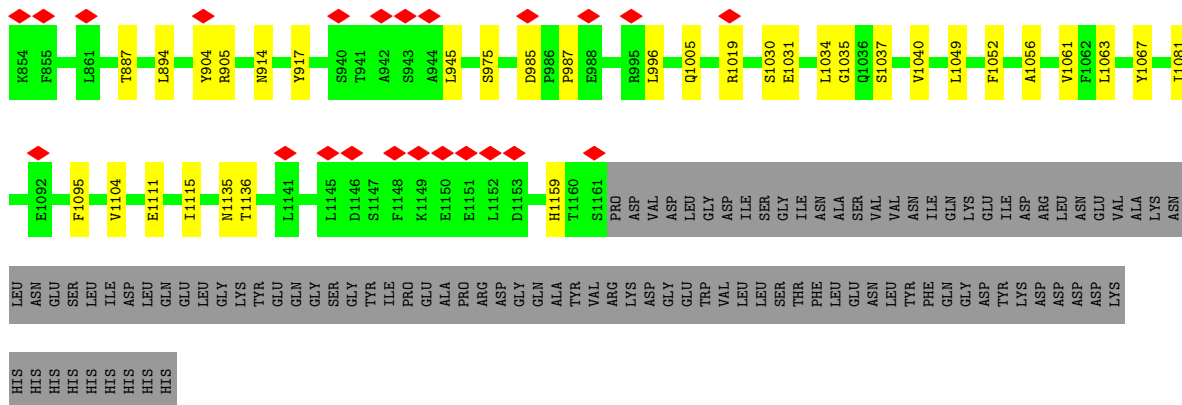 K854 F855 L861 T887 L894 Y904 R905 N914 Y917 S940 T941 A942 S943 A944 L945 S975 D985 P986 P987 E988 R995 L996 Q1005 R1019 S1030 E1031 L1034 G1035 Q1036 S1037 V1040 L1049 F1052 A1056 V1061 F1062 L1063 Y1067 I1081
E1092 F1095 V1104 E1111 I1115 N1135 T1136 L1141 L1145 D1146 S1147 F1148 K1149 E1150 E1151 L1152 D1153 H1159 T1160 S1161 PRO ASP VAL ASP LEU GLY ASP ILE SER GLY ILE ASN ALA SER VAL VAL ASN ILE GLN LYS GLU ILE ASP ARG LEU ASN GLU VAL ALA LYS ASN
LEU ASN GLU SER LEU ILE ASP LEU GLN GLU LEU GLY LYS TYR GLU GLN GLY SER GLY TYR ILE PRO GLU ALA PRO ARG ASP GLY GLN ALA TYR VAL ARG LYS ASP GLY GLU TRP VAL LEU LEU SER THR PHE LEU GLU ASN LEU TYR PHE GLN GLY ASP TYR LYS ASP ASP ASP ASP LYS
HIS HIS HIS HIS HIS HIS HIS HIS